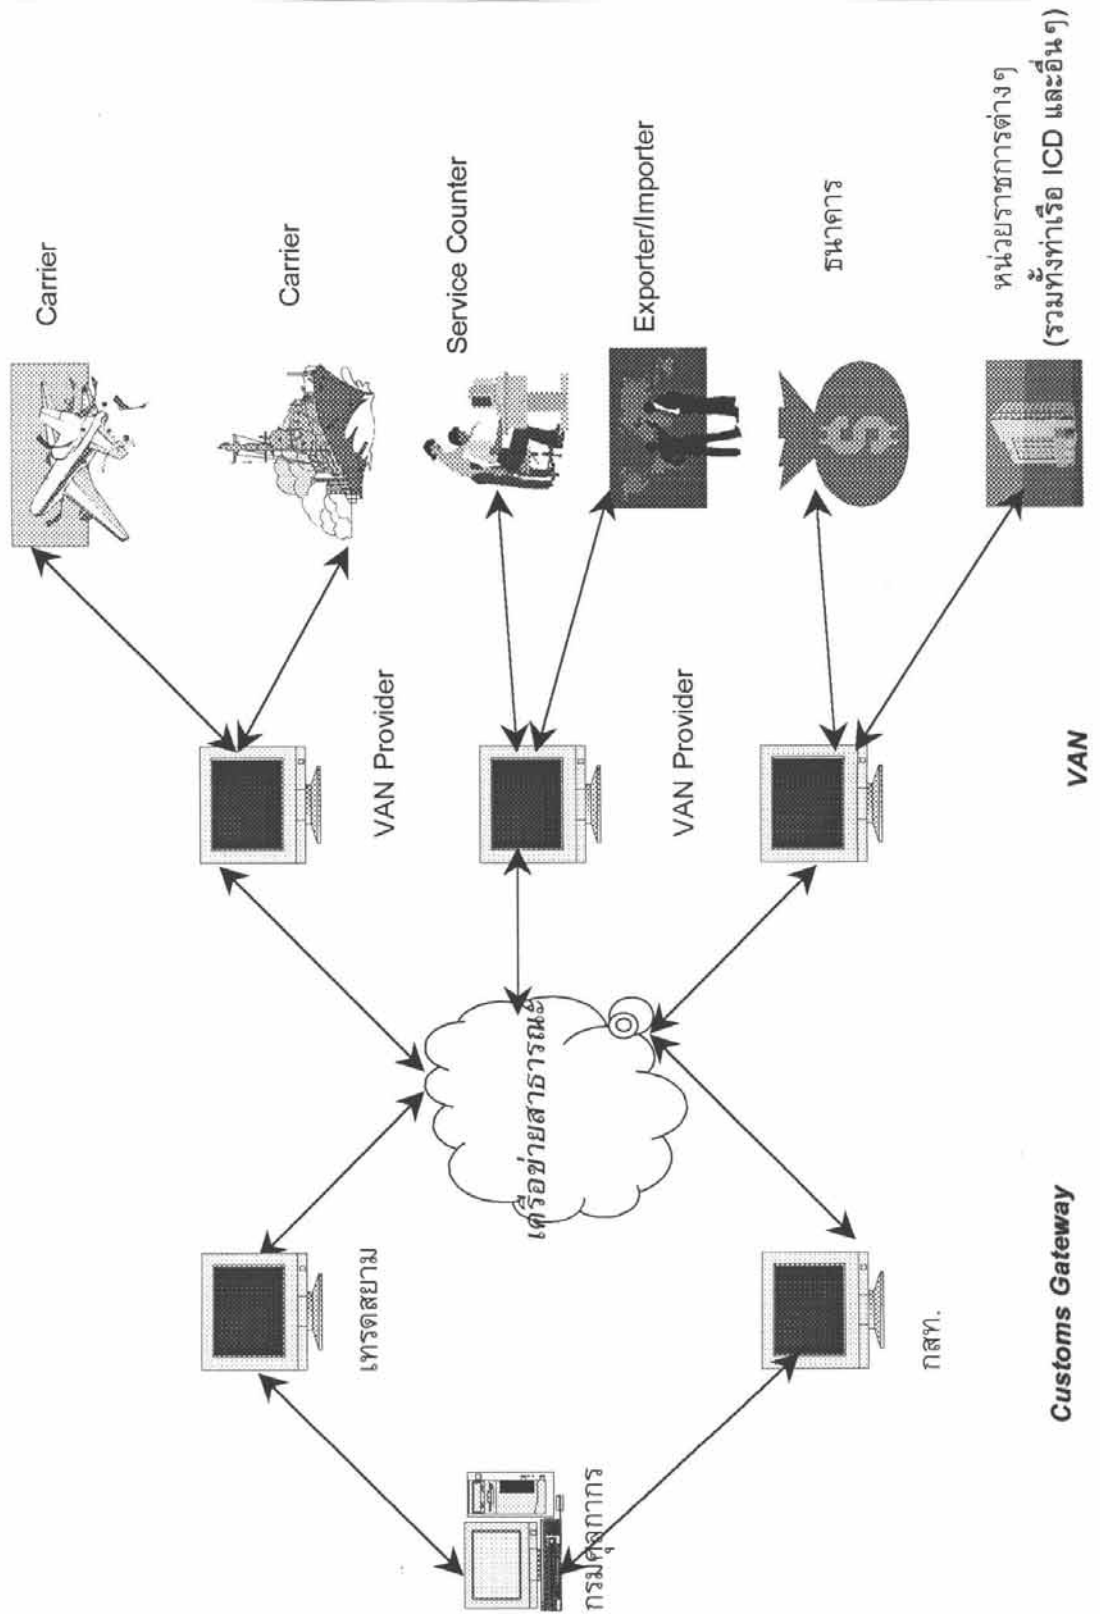 Carrier
Carrier
Service Counter
Exporter/Importer
ธนาคาร
หน่วยราชการต่างๆ
(รวมทั้งท่าเรือ ICD และอื่นๆ)
VAN Provider
VAN Provider
VAN
เครือข่ายสาธารณะ
เทรดสยาม
กสท.
Customs Gateway
กรมศุลกากร
$